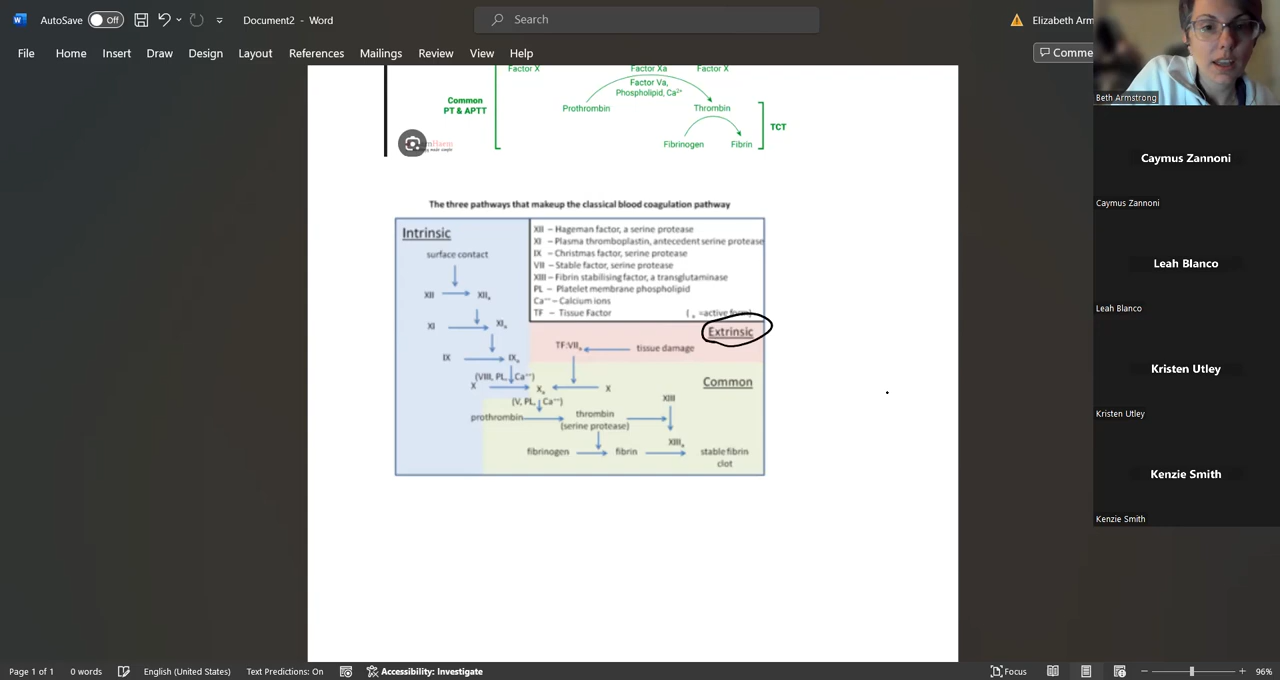 AutoSave Off Document2 - Word Search Elizabeth Arm
File Home Insert Draw Design Layout References Mailings Review View Help Comme
Beth Armstrong
Factor X Factor Xa Factor X
Factor Va,
Phospholipid, Ca²⁺
Common
PT & APTT
Prothrombin Thrombin
TCT
Fibrinogen Fibrin
The three pathways that makeup the classical blood coagulation pathway
Intrinsic
surface contact
XII XIIₐ
XI XIₐ
IX IXₐ
(VIII, PL, Ca⁺⁺)
X Xₐ X
(V, PL, Ca⁺⁺)
prothrombin thrombin
(serine protease)
fibrinogen fibrin stable fibrin
clot
XII – Hageman factor, a serine protease
XI – Plasma thromboplastin, antecedent serine protease
IX – Christmas factor, serine protease
VII – Stable factor, serine protease
XIII – Fibrin stabilising factor, a transglutaminase
PL – Platelet membrane phospholipid
Ca⁺⁺ – Calcium ions
TF – Tissue Factor (ₐ =active form)
Extrinsic
TF:VIIₐ tissue damage
Common
XIII
XIIIₐ
Caymus Zannoni
Caymus Zannoni
Leah Blanco
Leah Blanco
Kristen Utley
Kristen Utley
Kenzie Smith
Kenzie Smith
Page 1 of 1 0 words English (United States) Text Predictions: On Accessibility: Investigate Focus 96%